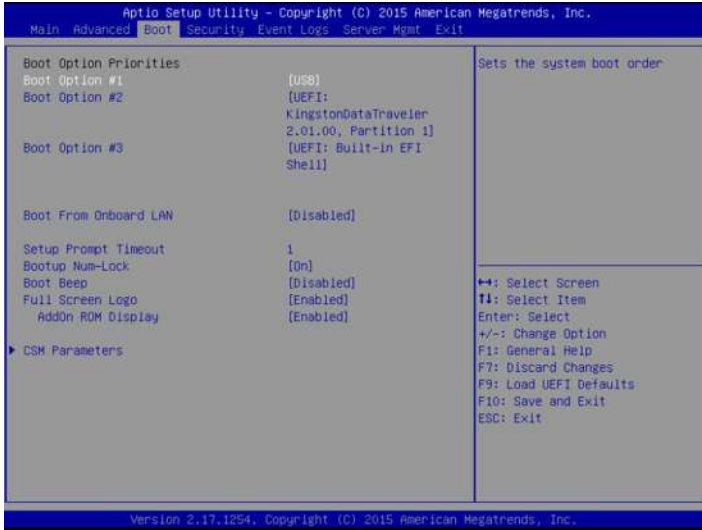 Aptio Setup Utility – Copyright (C) 2015 American Megatrends, Inc.
Main Advanced Boot Security Event Logs Server Mgmt Exit
Boot Option Priorities
Boot Option #1 [USB]
Boot Option #2 [UEFI:
KingstonDataTraveler
2.01.00, Partition 1]
Boot Option #3 [UEFI: Built-in EFI
Shell]
Boot From Onboard LAN [Disabled]
Setup Prompt Timeout 1
Bootup Num-Lock [On]
Boot Beep [Disabled]
Full Screen Logo [Enabled]
AddOn ROM Display [Enabled]
CSM Parameters
Sets the system boot order
↔: Select Screen
↑↓: Select Item
Enter: Select
+/-: Change Option
F1: General Help
F7: Discard Changes
F9: Load UEFI Defaults
F10: Save and Exit
ESC: Exit
Version 2.17.1254. Copyright (C) 2015 American Megatrends, Inc.